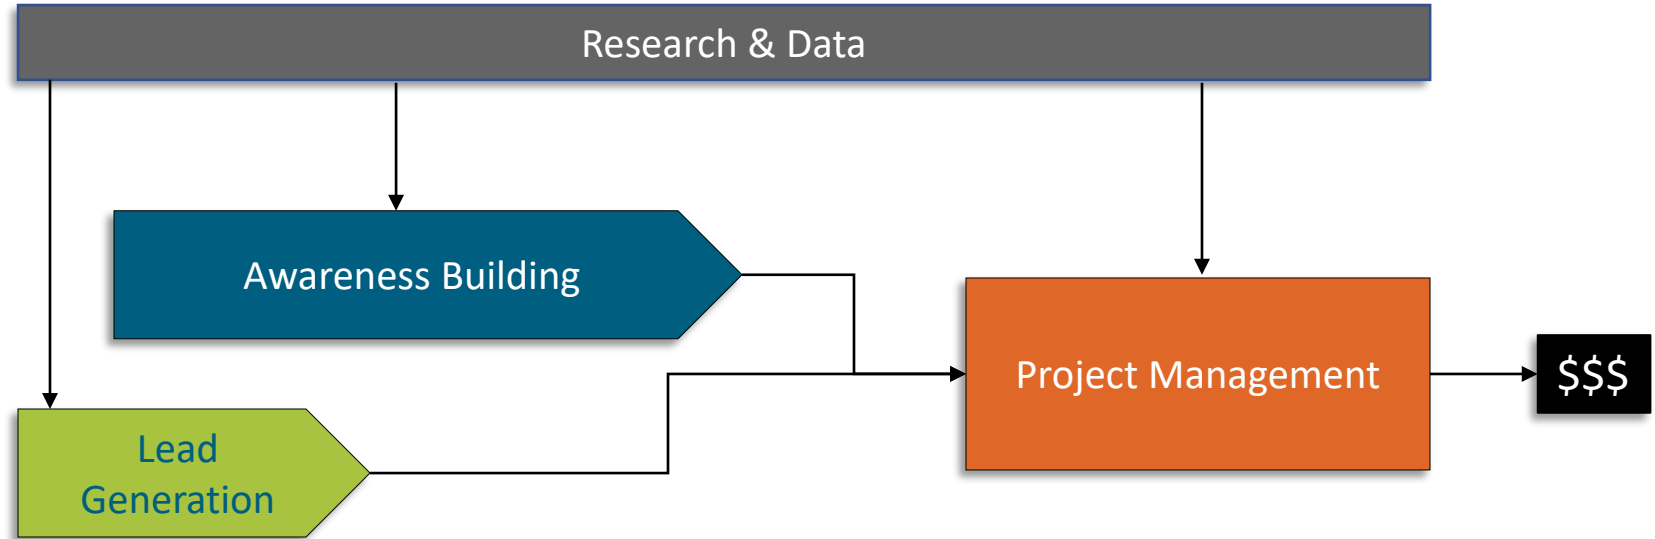 Research & Data
Awareness Building
Project Management
$$$
Lead
Generation